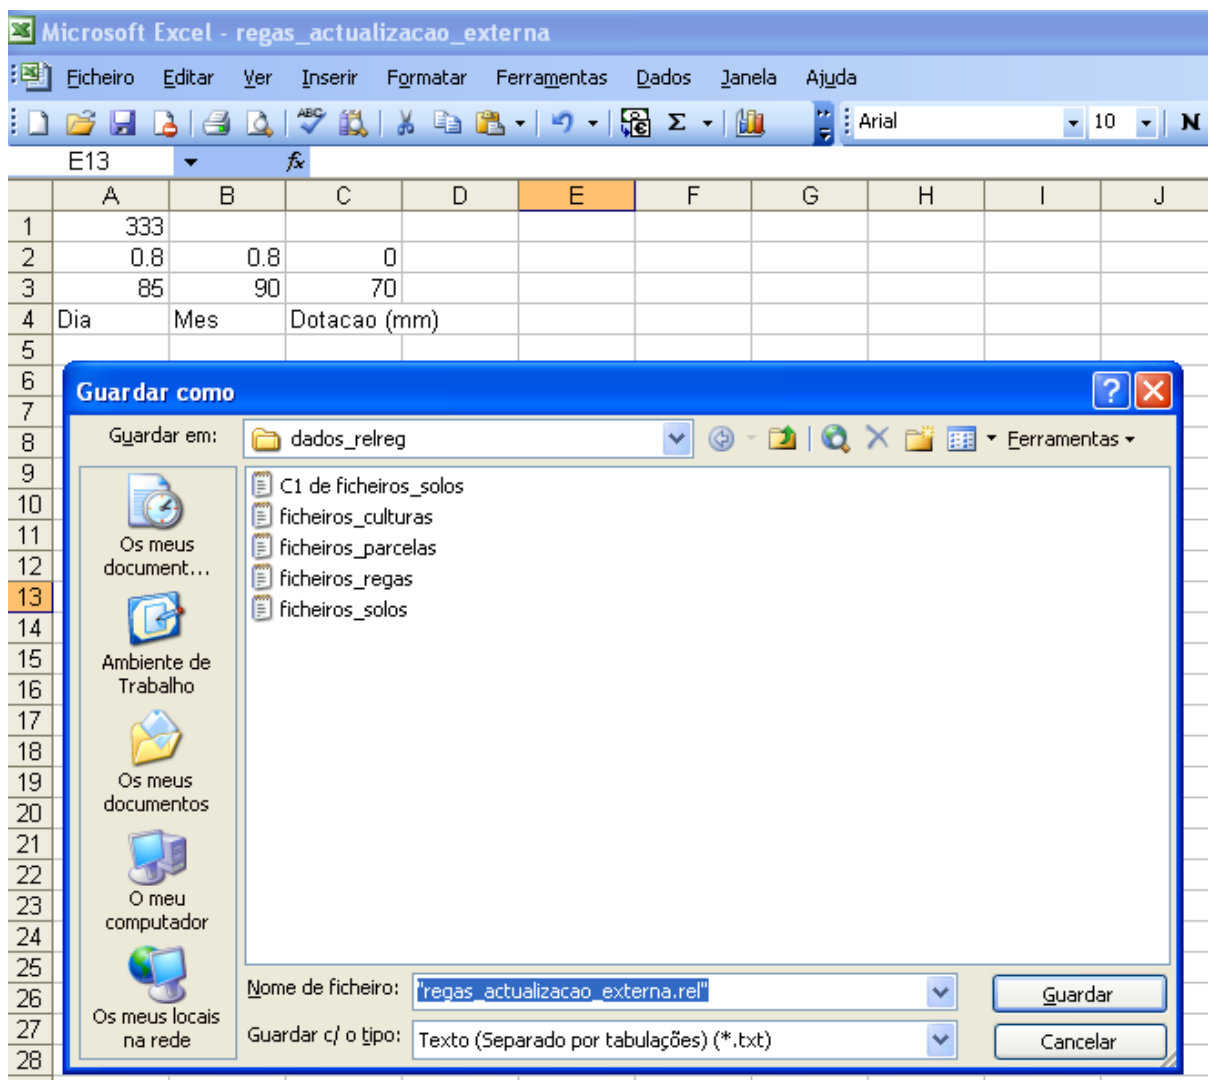 Microsoft Excel - regas_actualizacao_externa
Ficheiro Editar Ver Inserir Formatar Ferramentas Dados Janela Ajuda
ABC Σ Arial 10 N
E13 fx
A B C D E F G H I J
1 333
2 0.8 0.8 0
3 85 90 70
4 Dia Mes Dotacao (mm)
5
6
7
8
9
10
11
12
13
14
15
16
17
18
19
20
21
22
23
24
25
26
27
28
Guardar como ?
Guardar em: dados_relreg Ferramentas
C1 de ficheiros_solos
ficheiros_culturas
ficheiros_parcelas
ficheiros_regas
ficheiros_solos
Os meus
document...
Ambiente de
Trabalho
Os meus
documentos
O meu
computador
Os meus locais
na rede
Nome de ficheiro: "regas_actualizacao_externa.rel" Guardar
Guardar c/ o tipo: Texto (Separado por tabulações) (*.txt) Cancelar